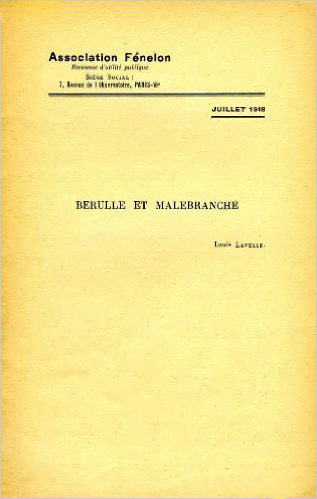 Association Fénelon
Reconnue d'utilité publique
SIÈGE SOCIAL :
7, Avenue de l'Observatoire, PARIS-VIe
JUILLET 1948
BERULLE ET MALEBRANCHE
Louis LAVELLE.